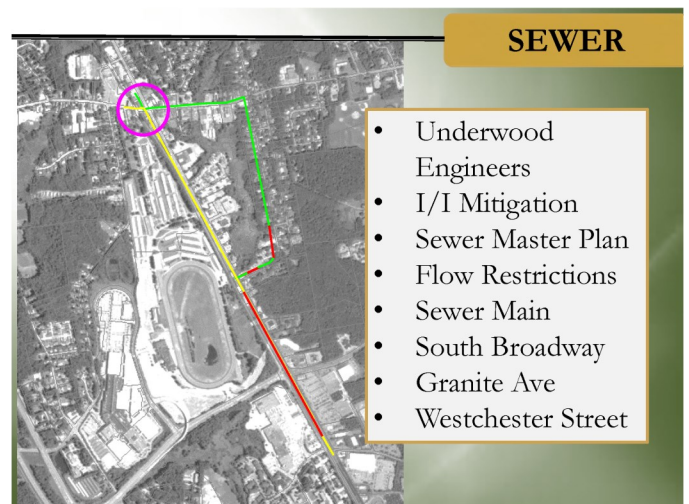 SEWER
• Underwood
Engineers
• I/I Mitigation
• Sewer Master Plan
• Flow Restrictions
• Sewer Main
• South Broadway
• Granite Ave
• Westchester Street